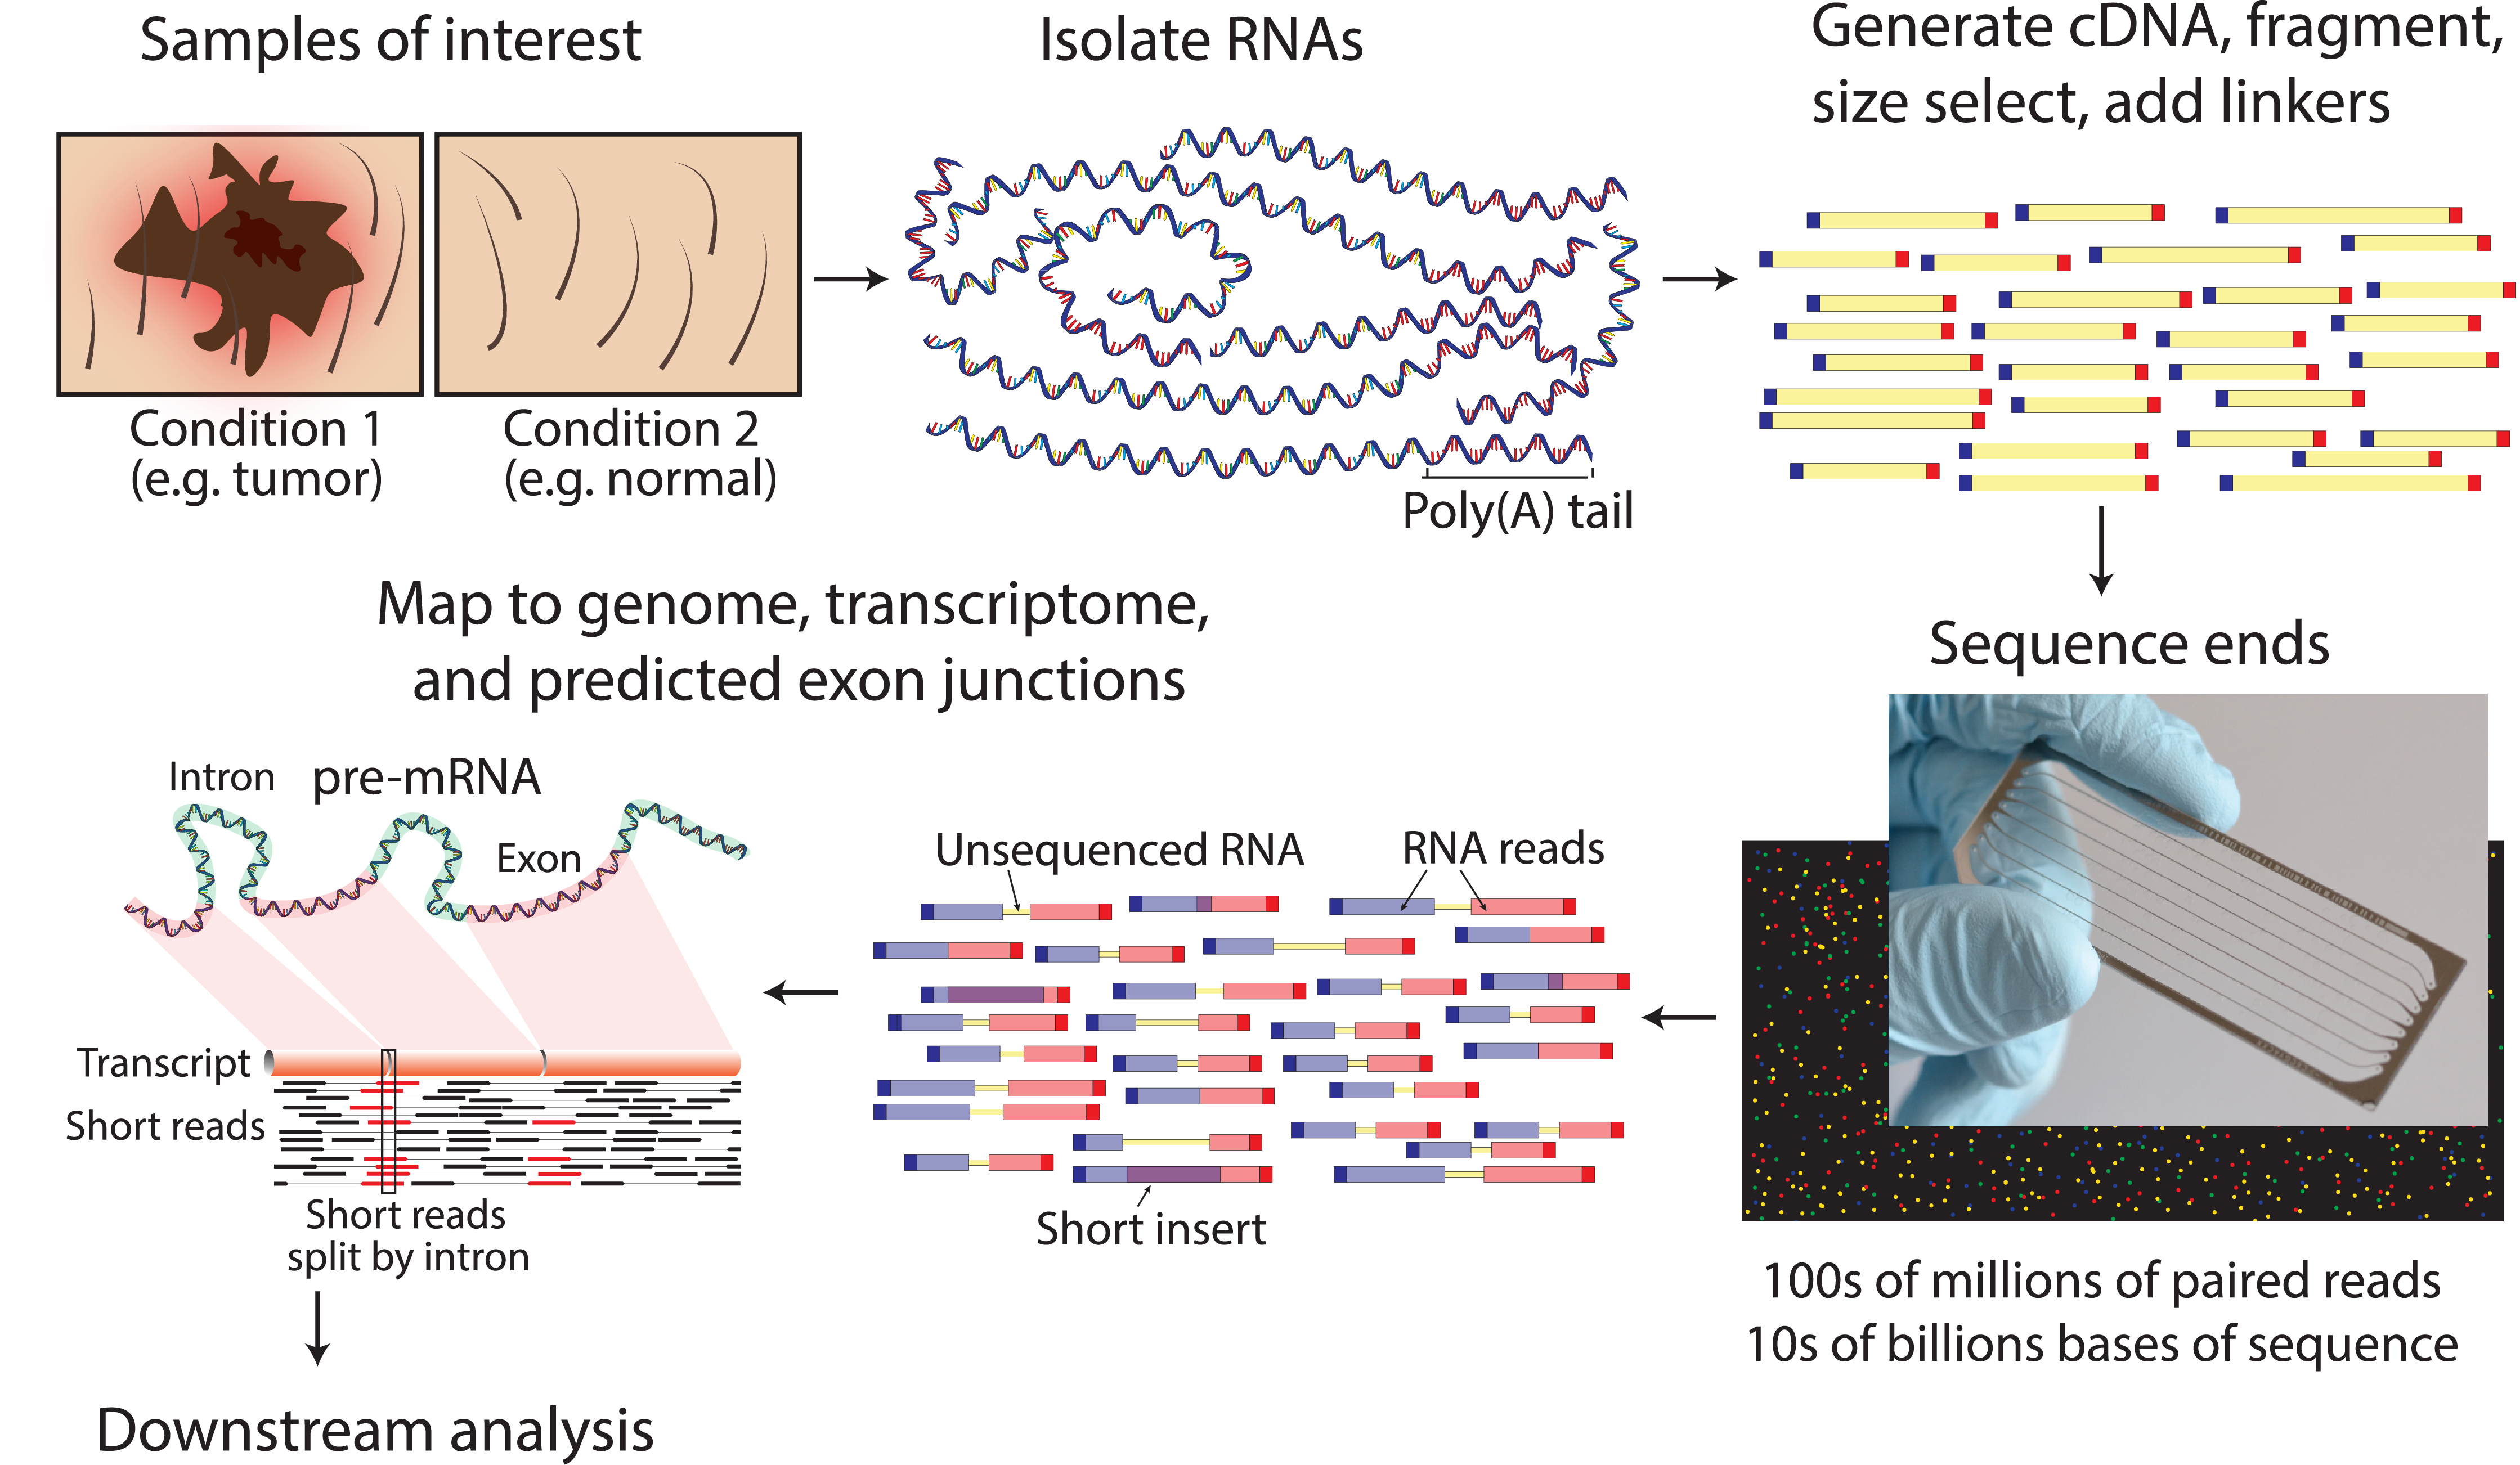 Samples of interest
Isolate RNAs
Generate cDNA, fragment,
size select, add linkers
Condition 1
(e.g. tumor)
Condition 2
(e.g. normal)
Poly(A) tail
Sequence ends
100s of millions of paired reads
10s of billions bases of sequence
Unsequenced RNA
RNA reads
Short insert
Map to genome, transcriptome,
and predicted exon junctions
Intron
pre-mRNA
Exon
Transcript
Short reads
Short reads
split by intron
Downstream analysis